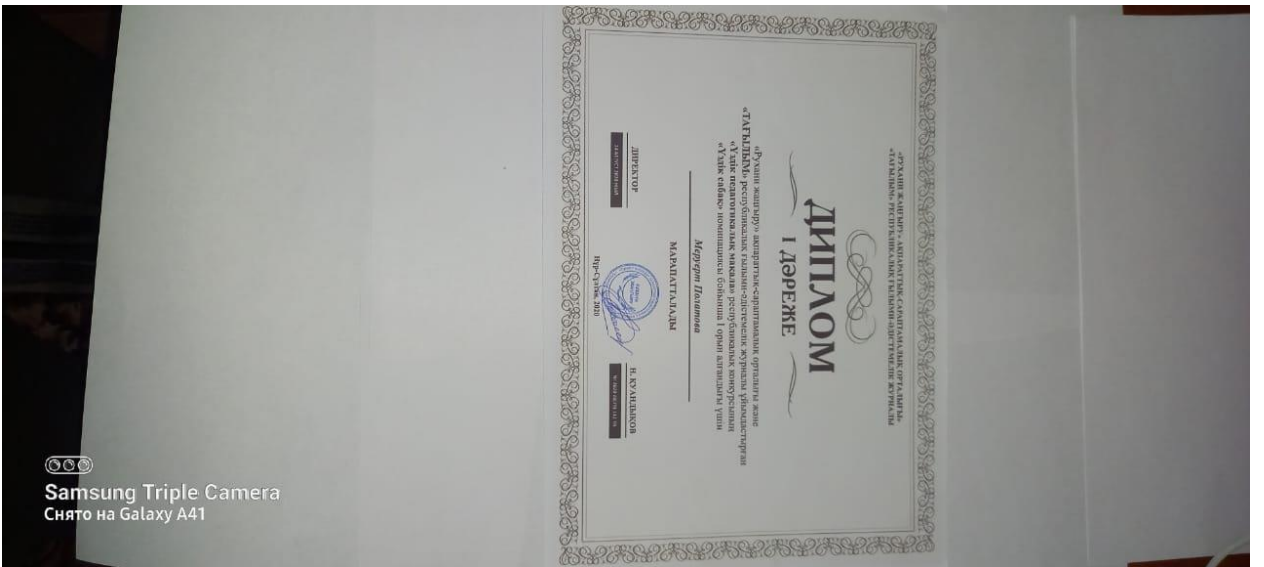 «РУХАНИ ЖАҢҒЫРУ» АҚПАРАТТЫҚ-САРАПТАМАЛЫҚ ОРТАЛЫҒЫ»
«ТАҒЫЛЫМ» РЕСПУБЛИКАЛЫҚ ҒЫЛЫМИ-ӘДІСТЕМЕЛІК ЖУРНАЛЫ
ДИПЛОМ
І ДӘРЕЖЕ
«Рухани жаңғыру» ақпараттық-сараптамалық орталығы және
«ТАҒЫЛЫМ» республикалық ғылыми-әдістемелік журналы ұйымдастырған
«Үздік педагогикалық мақала» республикалық конкурсының
«Үздік сабақ» номинациясы бойынша І орын алғандығы үшін
Меруерт Полатова
МАРАПАТТАЛАДЫ
ДИРЕКТОР
Н. ҚУАНДЫҚОВ
Нұр-Сұлтан, 2020
Samsung Triple Camera
Снято на Galaxy A41